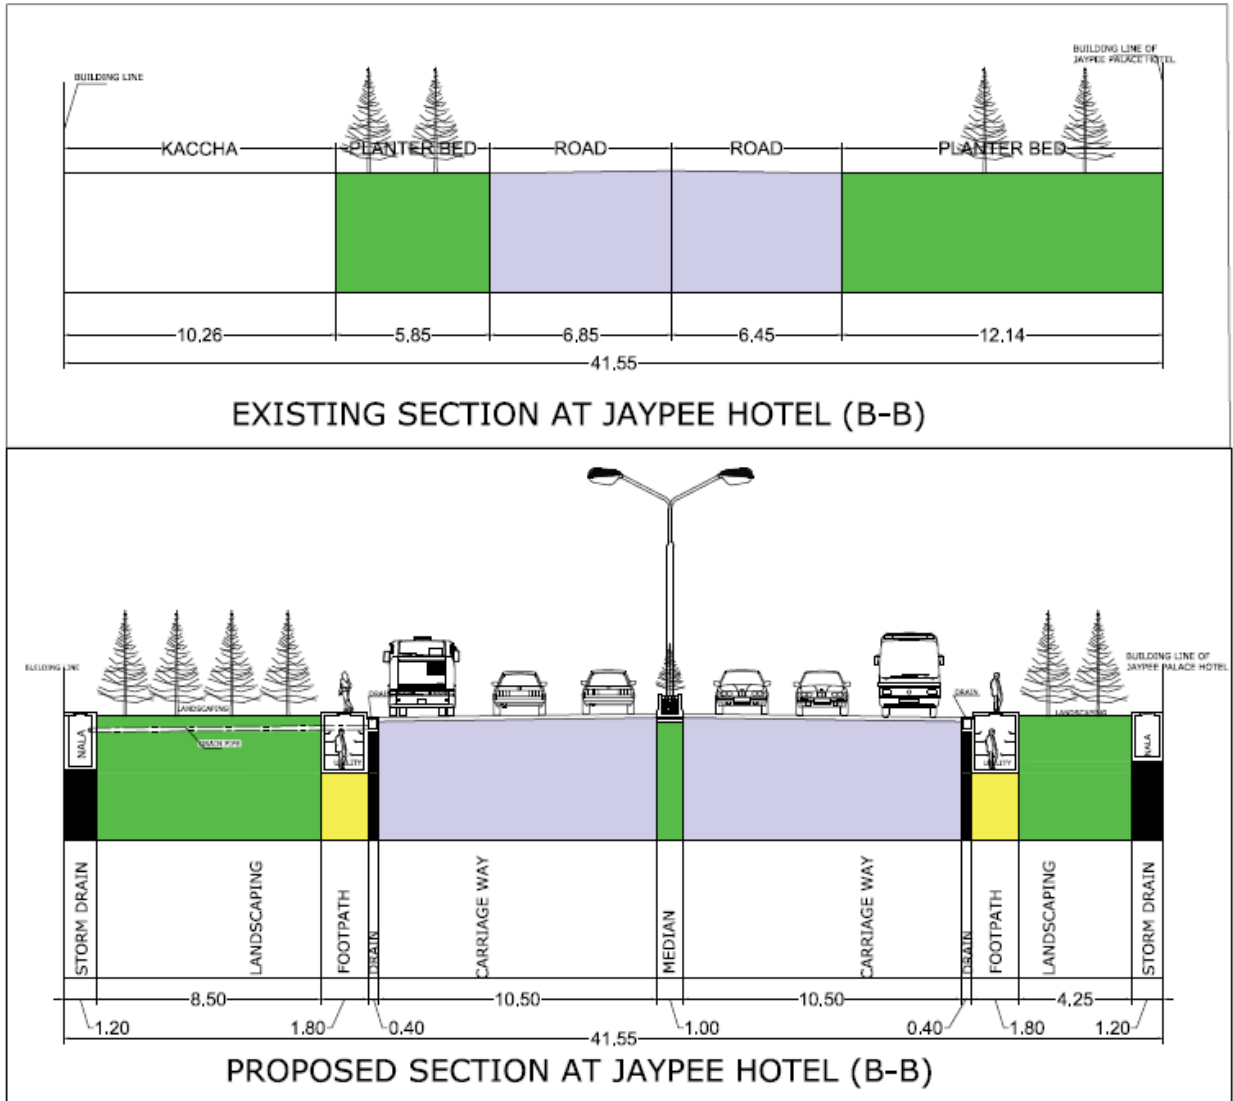 BUILDING LINE
BUILDING LINE OF
JAYPEE PALACE HOTEL
KACCHA
PLANTER BED
ROAD
ROAD
PLANTER BED
10.26
5.85
6.85
6.45
12.14
41.55
EXISTING SECTION AT JAYPEE HOTEL (B-B)
BUILDING LINE
BUILDING LINE OF
JAYPEE PALACE HOTEL
LANDSCAPING
DRAIN
DRAIN
LANDSCAPING
NALA
DRAIN PIPE
UTILITY
UTILITY
NALA
STORM DRAIN
LANDSCAPING
FOOTPATH
DRAIN
CARRIAGE WAY
MEDIAN
CARRIAGE WAY
DRAIN
FOOTPATH
LANDSCAPING
STORM DRAIN
8.50
10.50
10.50
4.25
1.20
1.80
0.40
1.00
0.40
1.80
1.20
41.55
PROPOSED SECTION AT JAYPEE HOTEL (B-B)